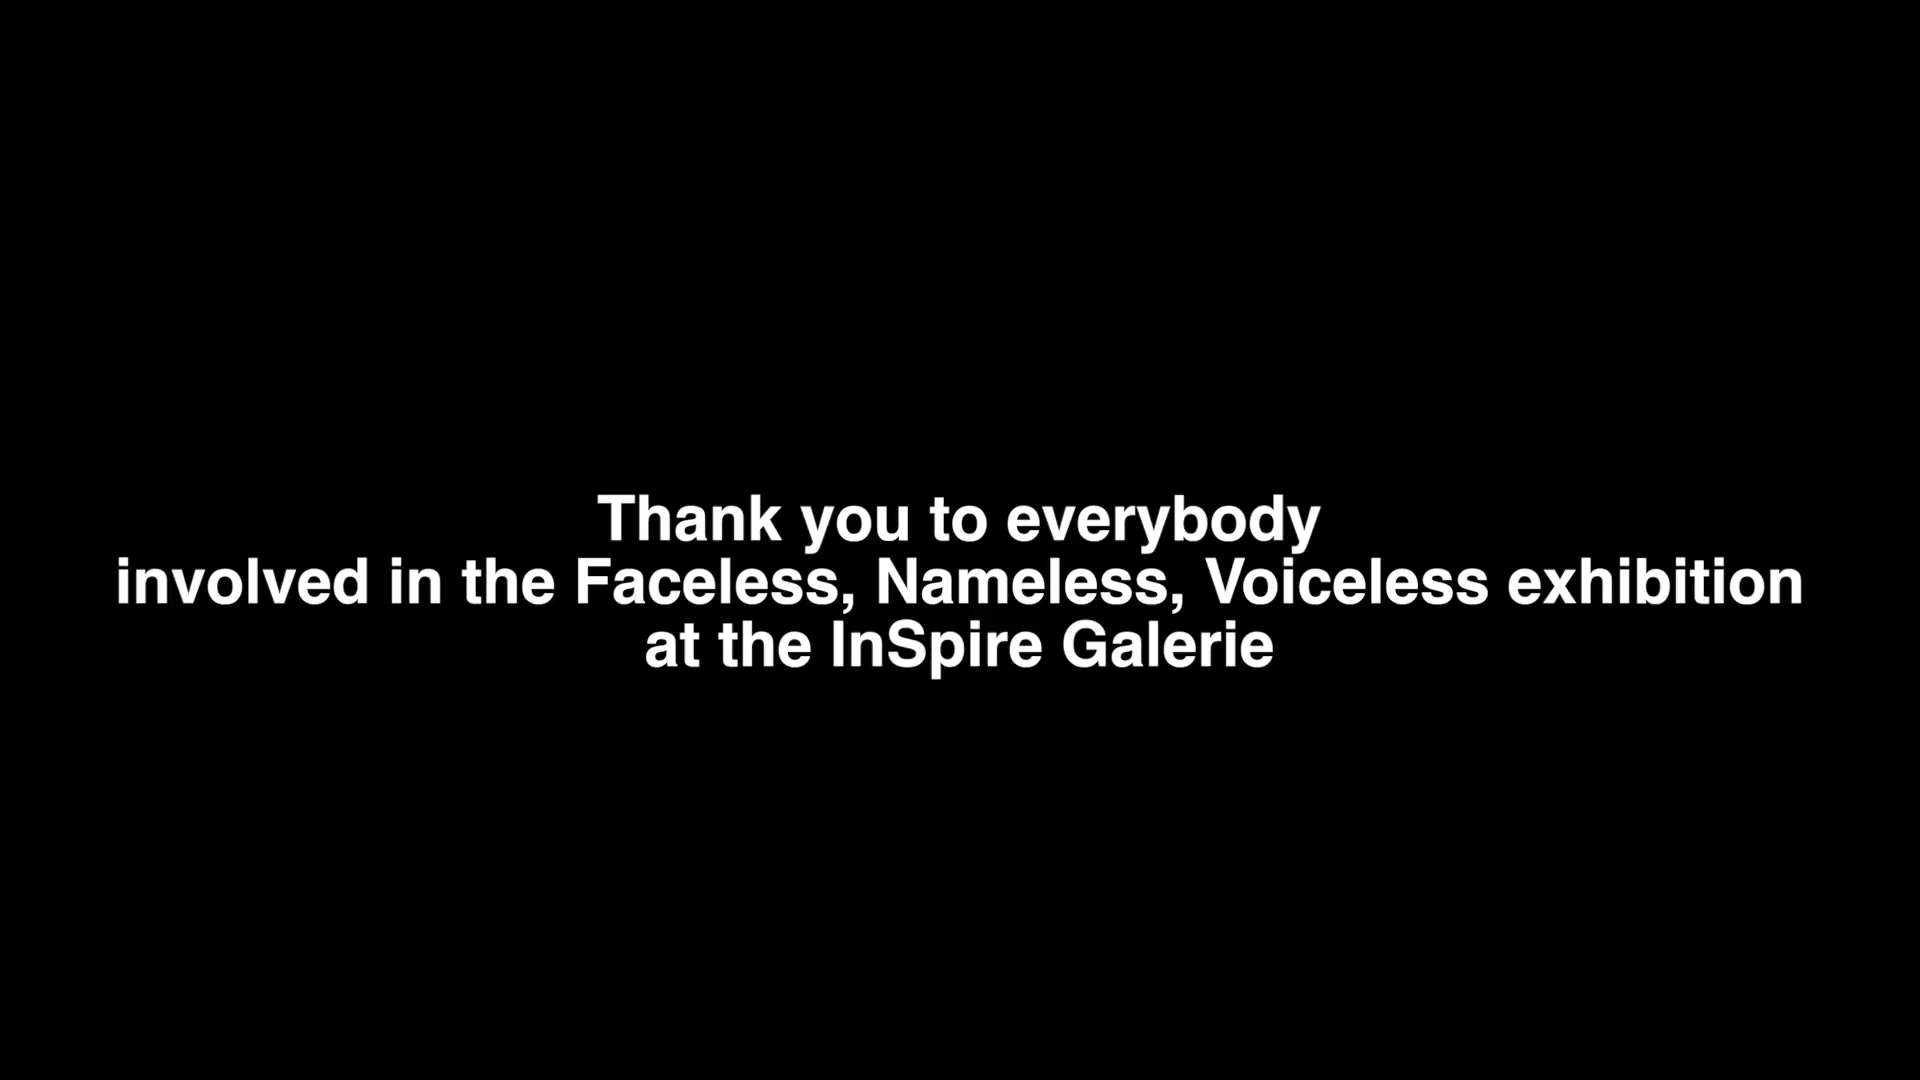 Thank you to everybody
involved in the Faceless, Nameless, Voiceless exhibition
at the InSpire Galerie